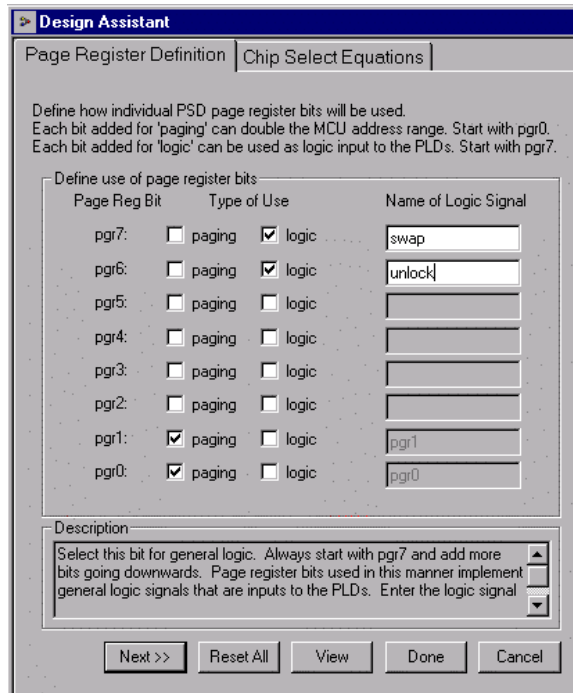 Design Assistant
Page Register Definition Chip Select Equations
Define how individual PSD page register bits will be used.
Each bit added for 'paging' can double the MCU address range. Start with pgr0.
Each bit added for 'logic' can be used as logic input to the PLDs. Start with pgr7.
Define use of page register bits
Page Reg Bit Type of Use Name of Logic Signal
pgr7: paging logic swap
pgr6: paging logic unlock
pgr5: paging logic
pgr4: paging logic
pgr3: paging logic
pgr2: paging logic
pgr1: paging logic pgr1
pgr0: paging logic pgr0
Description
Select this bit for general logic. Always start with pgr7 and add more
bits going downwards. Page register bits used in this manner implement
general logic signals that are inputs to the PLDs. Enter the logic signal
Next >> Reset All View Done Cancel